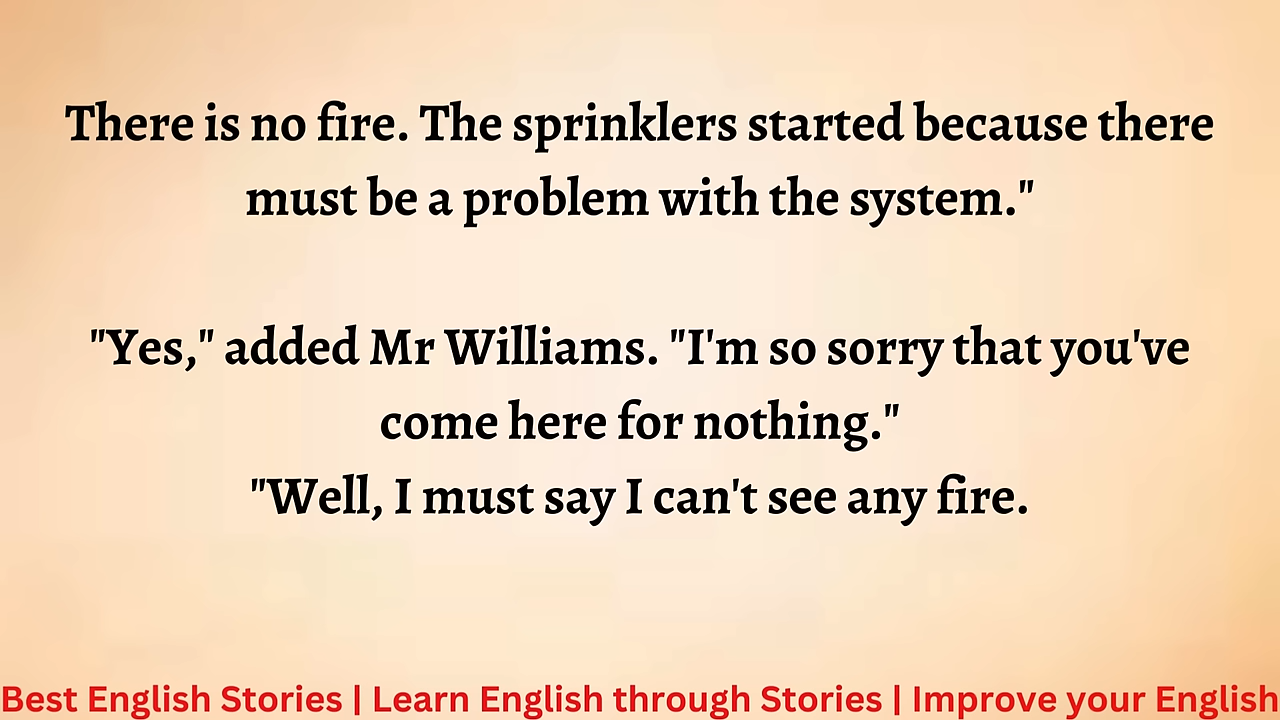 There is no fire. The sprinklers started because there
must be a problem with the system."
"Yes," added Mr Williams. "I'm so sorry that you've
come here for nothing."
"Well, I must say I can't see any fire.
Best English Stories | Learn English through Stories | Improve your English